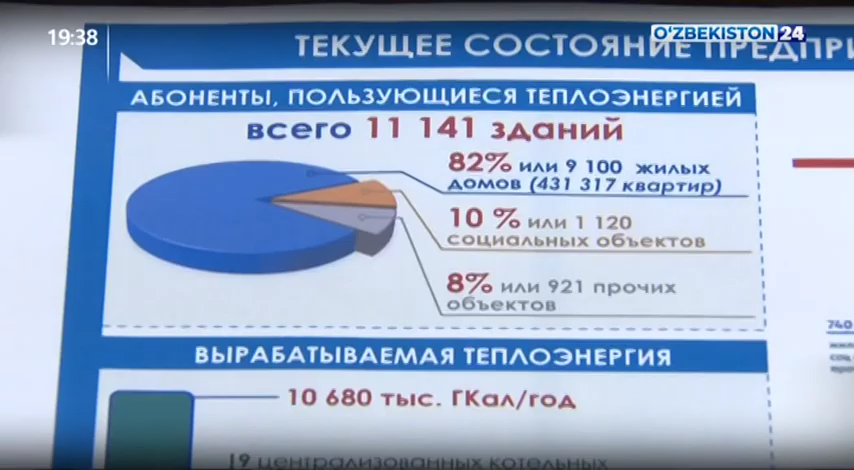 19:38
O'ZBEKISTON 24
ТЕКУЩЕЕ СОСТОЯНИЕ
АБОНЕНТЫ, ПОЛЬЗУЮЩИЕСЯ ТЕПЛОЭНЕРГИЕЙ
всего 11 141 зданий
82% или 9 100 жилых
домов (431 317 квартир)
10 % или 1 120
социальных объектов
8% или 921 прочих
объектов
740
ВЫРАБАТЫВАЕМАЯ ТЕПЛОЭНЕРГИЯ
10 680 тыс. ГКал/год
19 централизованных котельных